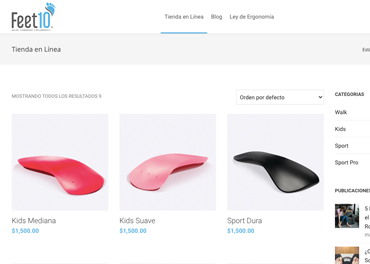 Feet10
Tienda en Línea
Blog
Ley de Ergonomía
Tienda en Línea
MOSTRANDO TODOS LOS RESULTADOS 9
Orden por defecto
Kids Mediana
$1,500.00
Kids Suave
$1,500.00
Sport Dura
$1,500.00
CATEGORIAS
Walk
Kids
Sport
Sport Pro
PUBLICACIONES
5
el